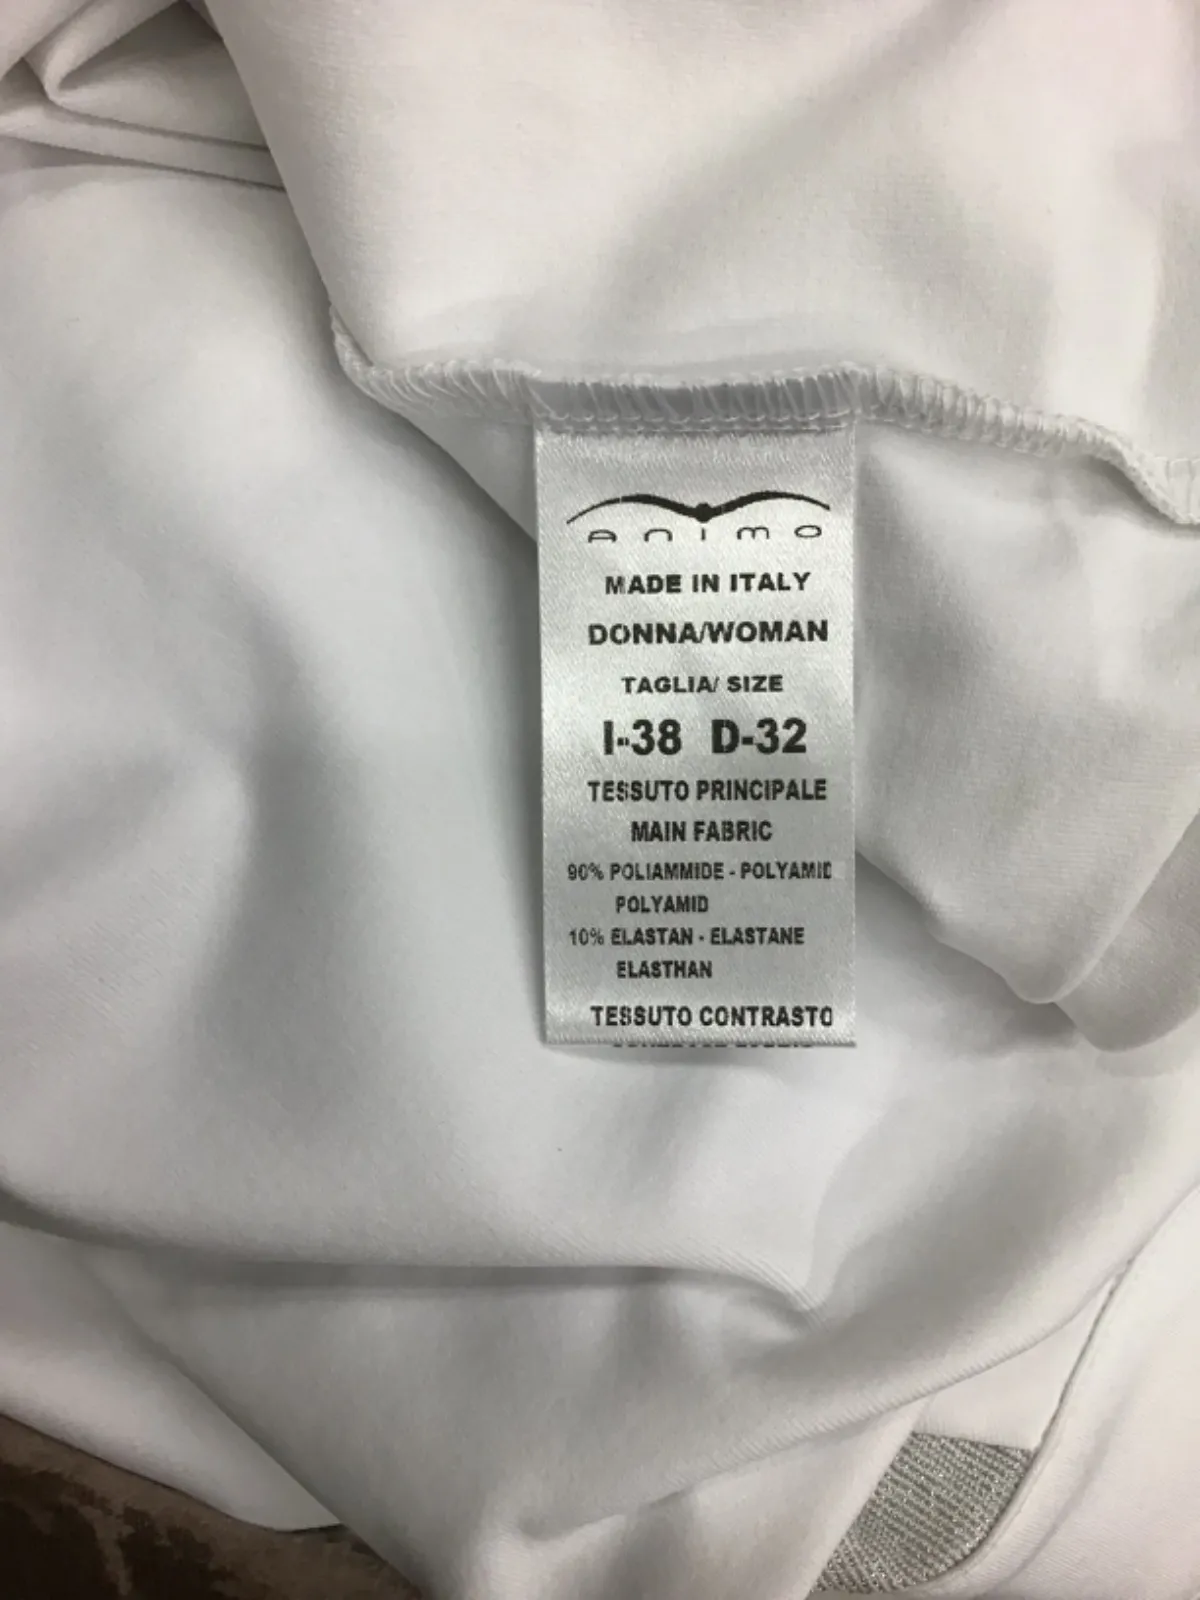 Animo
MADE IN ITALY
DONNA/WOMAN
TAGLIA/ SIZE
I-38 D-32
TESSUTO PRINCIPALE
MAIN FABRIC
90% POLIAMMIDE - POLYAMID
POLYAMID
10% ELASTAN - ELASTANE
ELASTHAN
TESSUTO CONTRASTO